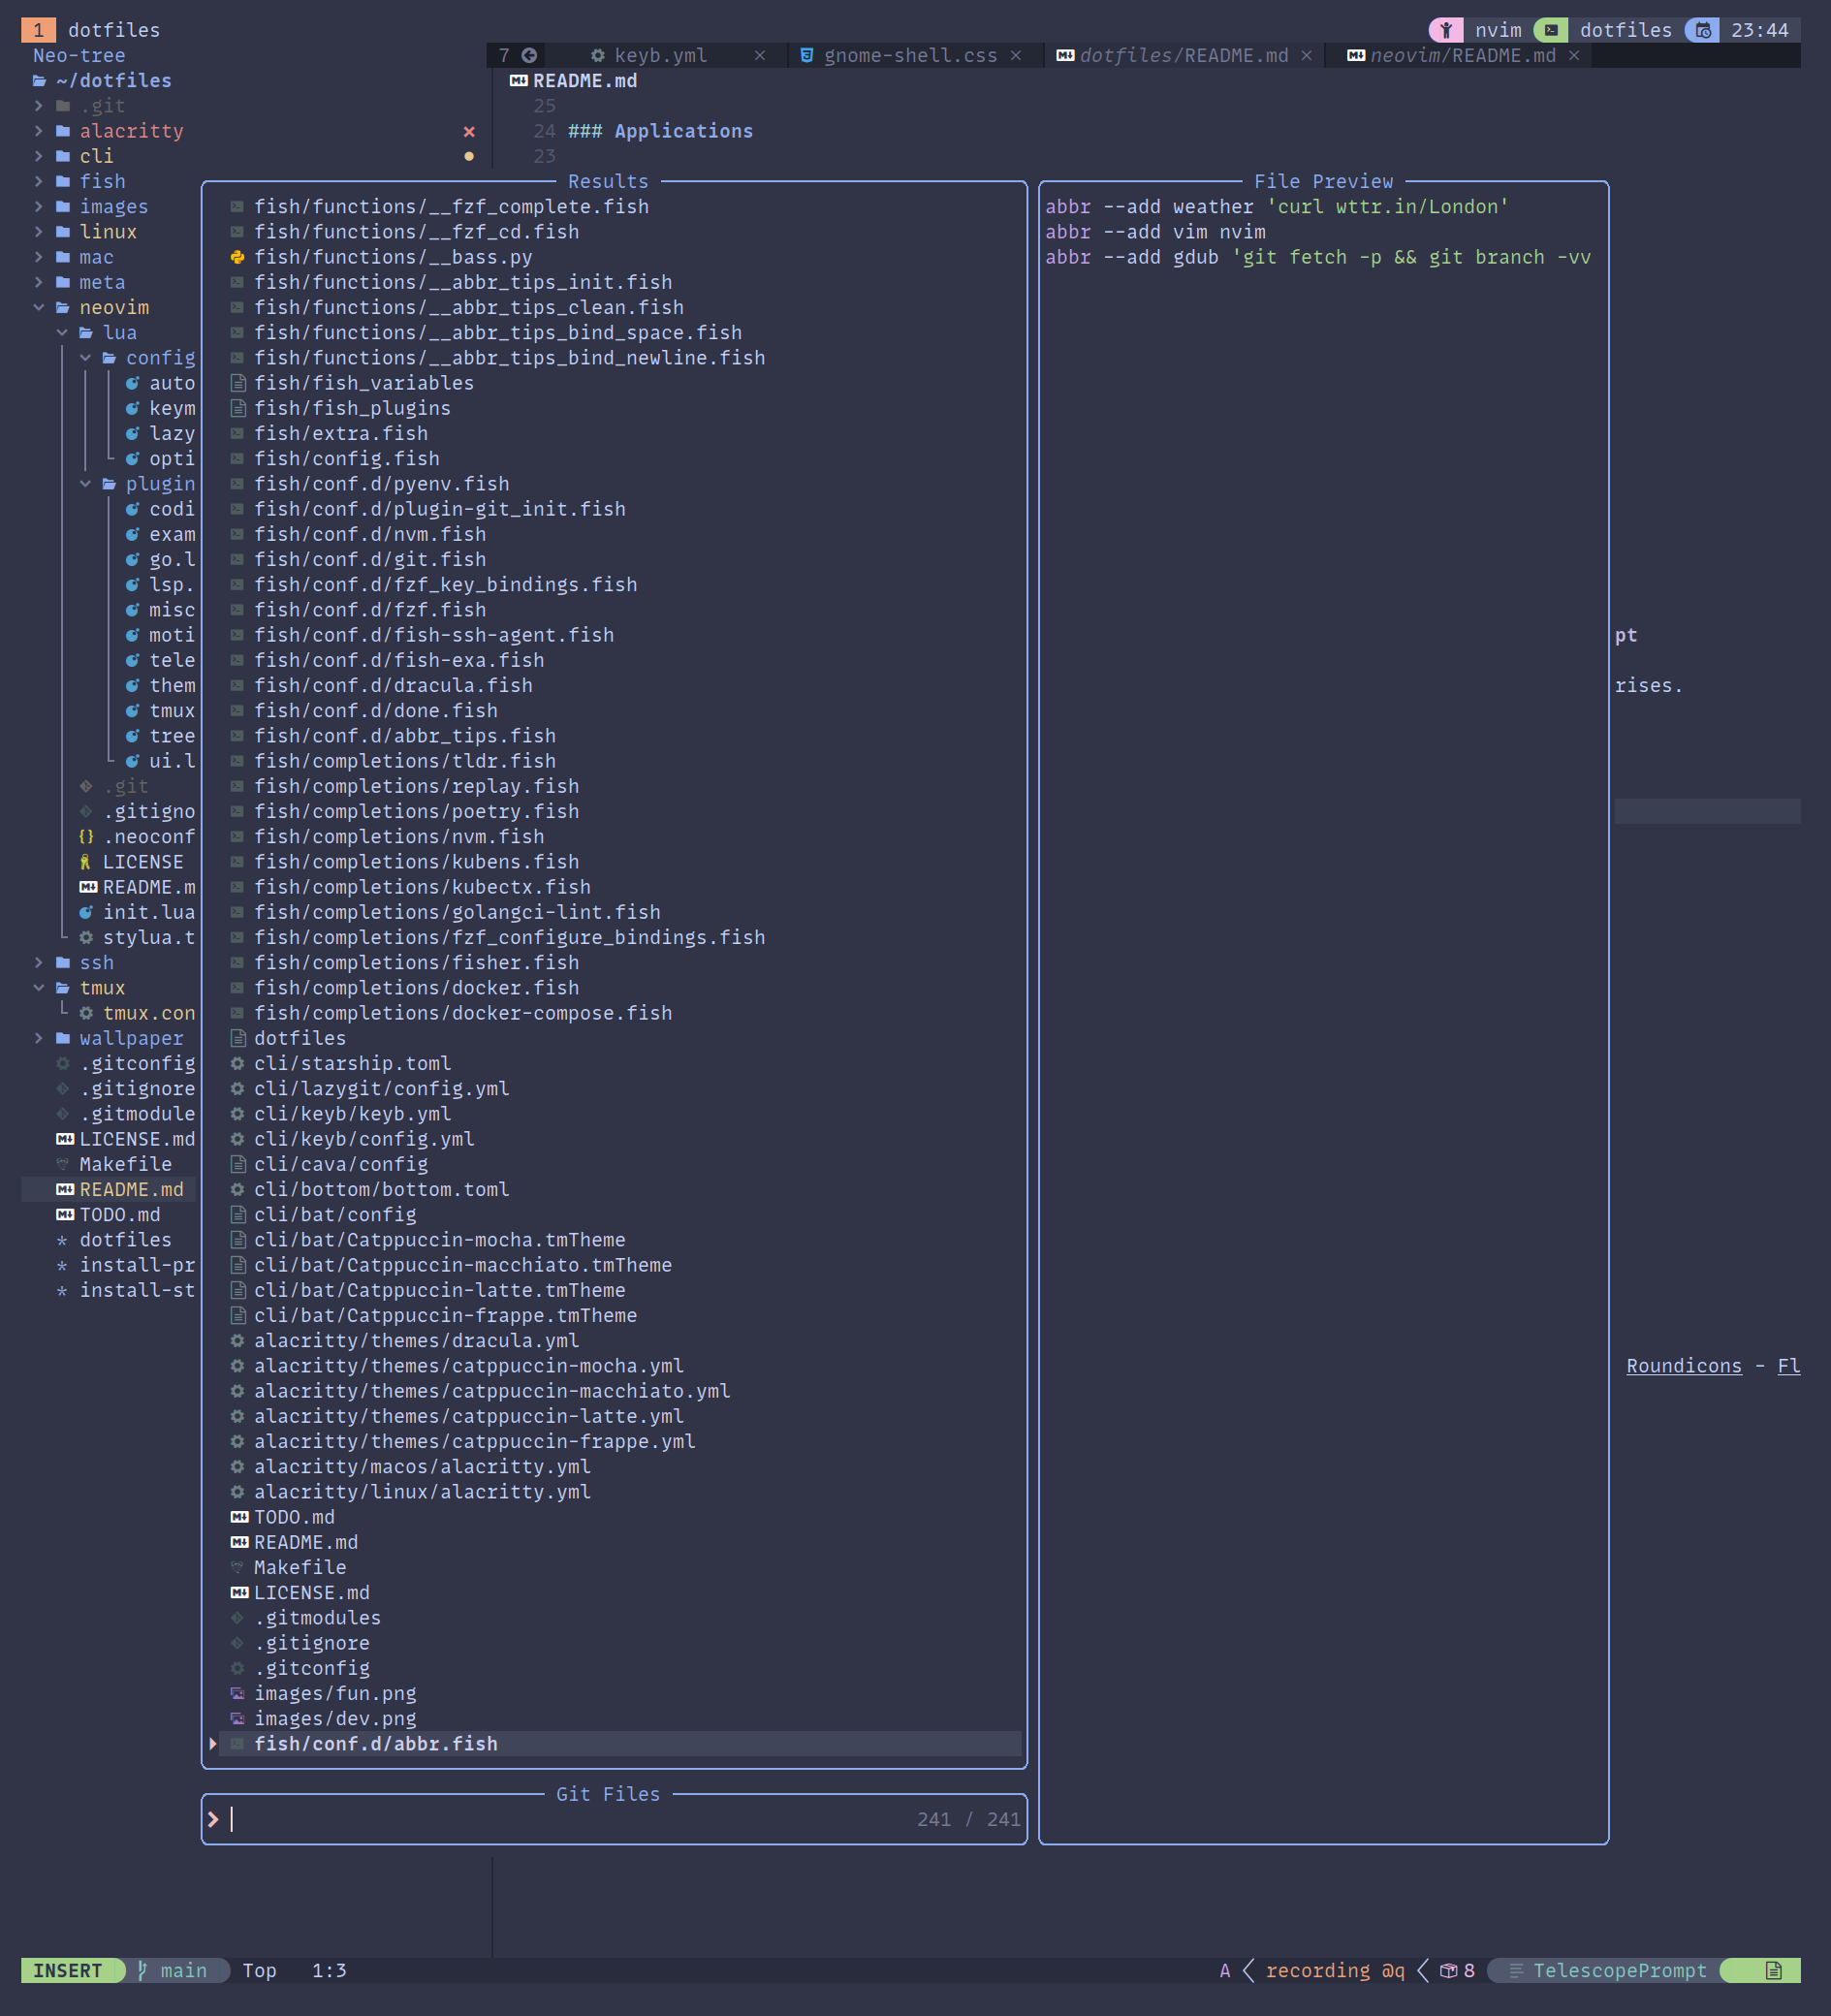 1 dotfiles
nvim dotfiles 23:44
Neo-tree
7 keyb.yml × gnome-shell.css × dotfiles/README.md × neovim/README.md ×
~/dotfiles
README.md
.git
25
alacritty
24 ### Applications
cli
23
fish
images
linux
mac
meta
neovim
lua
config
auto
keym
lazy
opti
plugin
codi
exam
go.l
lsp.
misc
moti
tele
them
tmux
tree
ui.l
.git
.gitigno
{} .neoconf
LICENSE
README.m
init.lua
stylua.t
ssh
tmux
tmux.con
wallpaper
.gitconfig
.gitignore
.gitmodule
LICENSE.md
Makefile
README.md
TODO.md
* dotfiles
* install-pr
* install-st
Results
fish/functions/__fzf_complete.fish
fish/functions/__fzf_cd.fish
fish/functions/__bass.py
fish/functions/__abbr_tips_init.fish
fish/functions/__abbr_tips_clean.fish
fish/functions/__abbr_tips_bind_space.fish
fish/functions/__abbr_tips_bind_newline.fish
fish/fish_variables
fish/fish_plugins
fish/extra.fish
fish/config.fish
fish/conf.d/pyenv.fish
fish/conf.d/plugin-git_init.fish
fish/conf.d/nvm.fish
fish/conf.d/git.fish
fish/conf.d/fzf_key_bindings.fish
fish/conf.d/fzf.fish
fish/conf.d/fish-ssh-agent.fish
fish/conf.d/fish-exa.fish
fish/conf.d/dracula.fish
fish/conf.d/done.fish
fish/conf.d/abbr_tips.fish
fish/completions/tldr.fish
fish/completions/replay.fish
fish/completions/poetry.fish
fish/completions/nvm.fish
fish/completions/kubens.fish
fish/completions/kubectx.fish
fish/completions/golangci-lint.fish
fish/completions/fzf_configure_bindings.fish
fish/completions/fisher.fish
fish/completions/docker.fish
fish/completions/docker-compose.fish
dotfiles
cli/starship.toml
cli/lazygit/config.yml
cli/keyb/keyb.yml
cli/keyb/config.yml
cli/cava/config
cli/bottom/bottom.toml
cli/bat/config
cli/bat/Catppuccin-mocha.tmTheme
cli/bat/Catppuccin-macchiato.tmTheme
cli/bat/Catppuccin-latte.tmTheme
cli/bat/Catppuccin-frappe.tmTheme
alacritty/themes/dracula.yml
alacritty/themes/catppuccin-mocha.yml
alacritty/themes/catppuccin-macchiato.yml
alacritty/themes/catppuccin-latte.yml
alacritty/themes/catppuccin-frappe.yml
alacritty/macos/alacritty.yml
alacritty/linux/alacritty.yml
TODO.md
README.md
Makefile
LICENSE.md
.gitmodules
.gitignore
.gitconfig
images/fun.png
images/dev.png
fish/conf.d/abbr.fish
Git Files
241 / 241
File Preview
abbr --add weather 'curl wttr.in/London'
abbr --add vim nvim
abbr --add gdub 'git fetch -p && git branch -vv
pt
rises.
Roundicons - Fl
INSERT main Top 1:3
A recording @q 8 TelescopePrompt